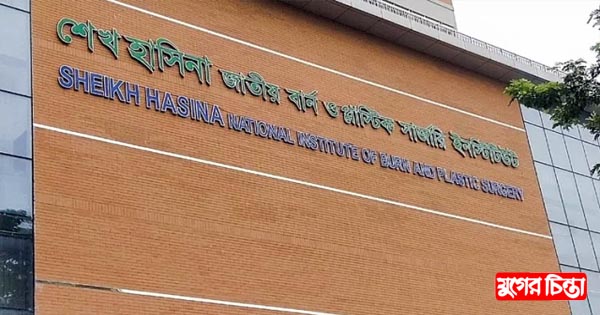 শেখ হাসিনা জাতীয় বার্ন ও প্লাস্টিক সার্জারি ইনস্টিটিউট
SHEIKH HASINA NATIONAL INSTITUTE OF BURN AND PLASTIC SURGERY
যুগের চিন্তা